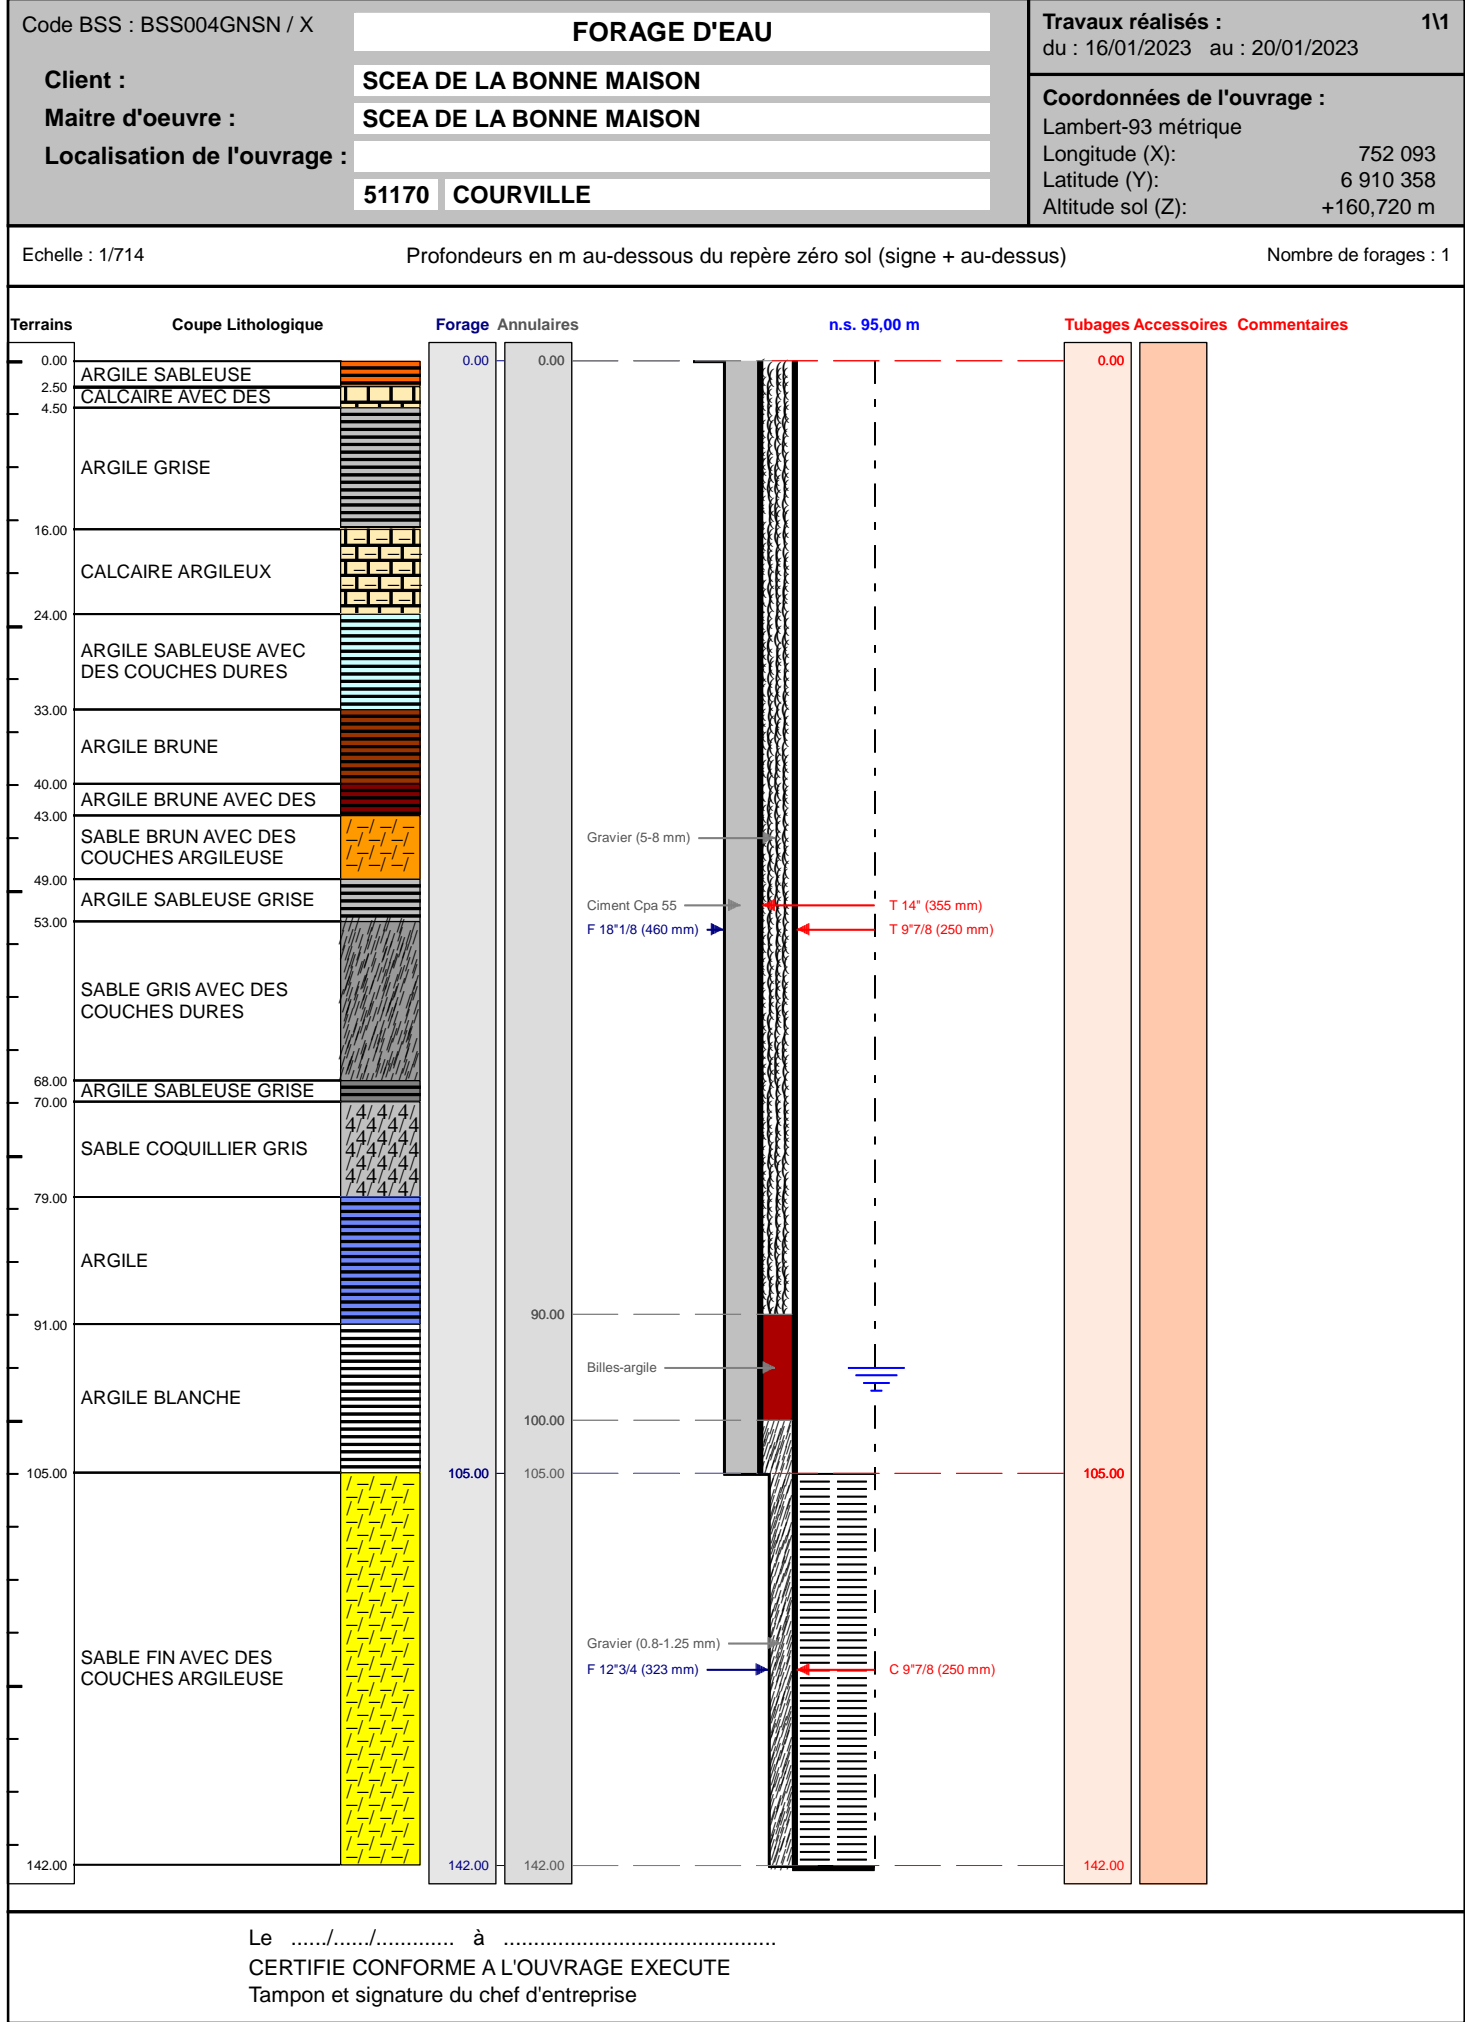 Code BSS : BSS004GNSN / X
FORAGE D'EAU
Client :
SCEA DE LA BONNE MAISON
Maitre d'oeuvre :
SCEA DE LA BONNE MAISON
Localisation de l'ouvrage :
51170 COURVILLE
Travaux réalisés : 1\1
du : 16/01/2023 au : 20/01/2023
Coordonnées de l'ouvrage :
Lambert-93 métrique
Longitude (X): 752 093
Latitude (Y): 6 910 358
Altitude sol (Z): +160,720 m
Echelle : 1/714
Profondeurs en m au-dessous du repère zéro sol (signe + au-dessus)
Nombre de forages : 1
Terrains
Coupe Lithologique
Forage
Annulaires
n.s. 95,00 m
Tubages
Accessoires
Commentaires
0.00
0.00
0.00
0.00
ARGILE SABLEUSE
2.50
CALCAIRE AVEC DES
4.50
ARGILE GRISE
16.00
CALCAIRE ARGILEUX
24.00
ARGILE SABLEUSE AVEC
DES COUCHES DURES
33.00
ARGILE BRUNE
40.00
ARGILE BRUNE AVEC DES
43.00
SABLE BRUN AVEC DES
COUCHES ARGILEUSE
49.00
ARGILE SABLEUSE GRISE
53.00
SABLE GRIS AVEC DES
COUCHES DURES
68.00
ARGILE SABLEUSE GRISE
70.00
SABLE COQUILLIER GRIS
79.00
ARGILE
91.00
ARGILE BLANCHE
105.00
SABLE FIN AVEC DES
COUCHES ARGILEUSE
142.00
105.00
142.00
90.00
100.00
105.00
142.00
Gravier (5-8 mm)
Ciment Cpa 55
T 14" (355 mm)
F 18"1/8 (460 mm)
T 9"7/8 (250 mm)
Billes-argile
Gravier (0.8-1.25 mm)
F 12"3/4 (323 mm)
C 9"7/8 (250 mm)
105.00
142.00
Le ....../....../............. à ............................................
CERTIFIE CONFORME A L'OUVRAGE EXECUTE
Tampon et signature du chef d'entreprise